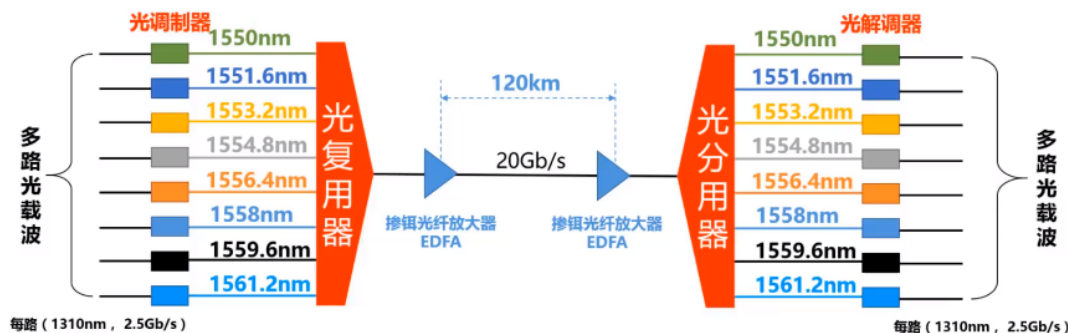 光调制器
1550nm
1551.6nm
1553.2nm
1554.8nm
1556.4nm
1558nm
1559.6nm
1561.2nm
多路光载波
每路（1310nm ，2.5Gb/s）
光复用器
120km
20Gb/s
掺铒光纤放大器
EDFA
掺铒光纤放大器
EDFA
光分用器
光解调器
1550nm
1551.6nm
1553.2nm
1554.8nm
1556.4nm
1558nm
1559.6nm
1561.2nm
多路光载波
每路（1310nm ，2.5Gb/s）